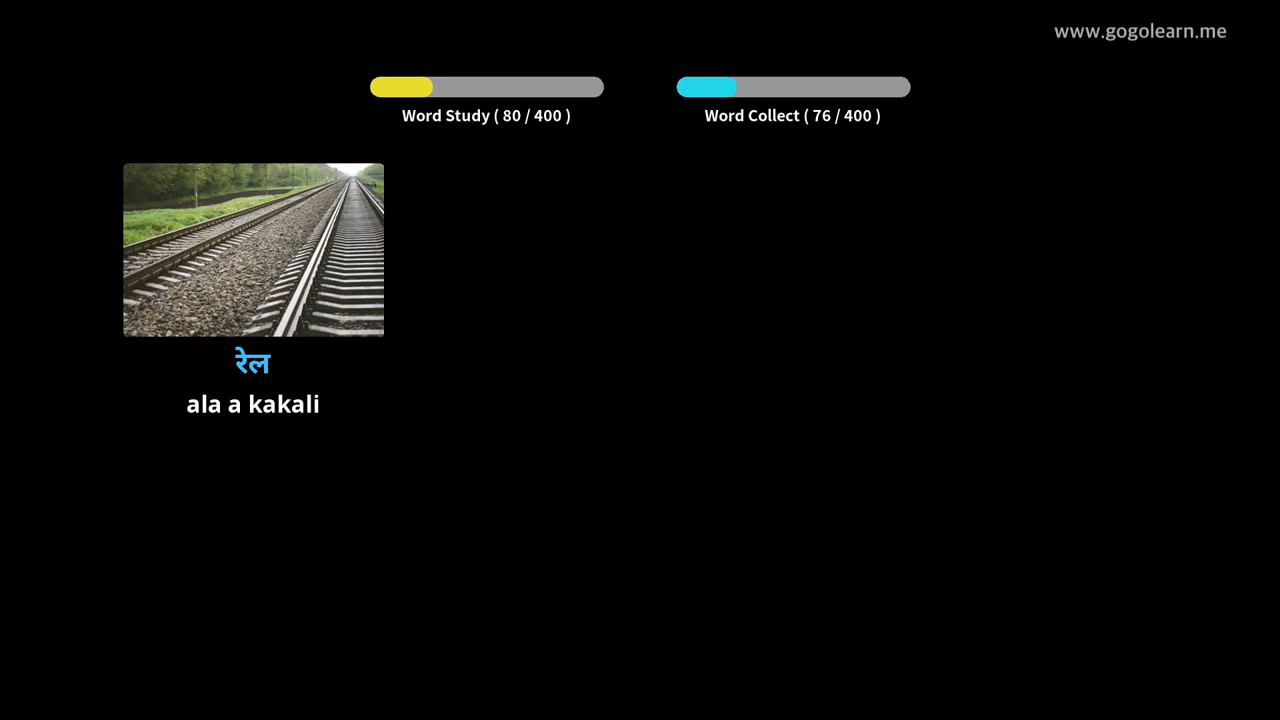 www.gogolearn.me
Word Study ( 80 / 400 )
Word Collect ( 76 / 400 )
रेल
ala a kakali